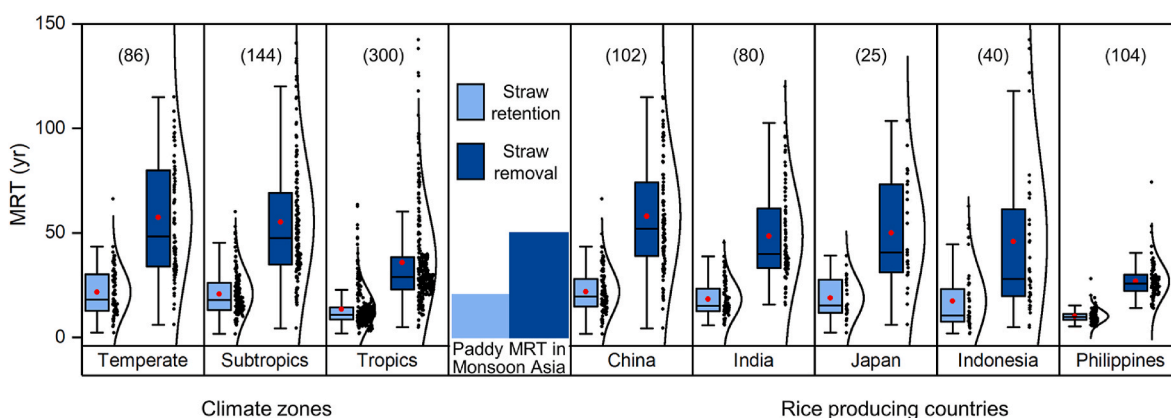 150
100
50
0
MRT (yr)
(86)
(144)
(300)
Straw
retention
Straw
removal
(102)
(80)
(25)
(40)
(104)
Temperate
Subtropics
Tropics
Paddy MRT in
Monsoon Asia
China
India
Japan
Indonesia
Philippines
Climate zones
Rice producing countries